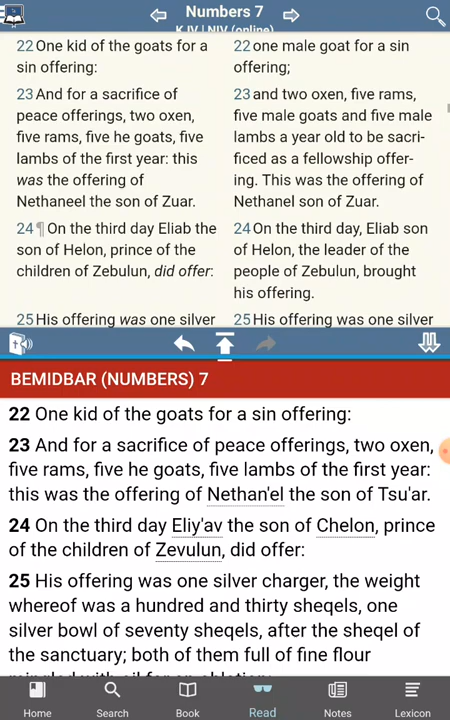 Numbers 7
KJV | NIV (online)
22 One kid of the goats for a
sin offering:
23 And for a sacrifice of
peace offerings, two oxen,
five rams, five he goats, five
lambs of the first year: this
was the offering of
Nethaneel the son of Zuar.
24 ¶ On the third day Eliab the
son of Helon, prince of the
children of Zebulun, did offer:
25 His offering was one silver
22 one male goat for a sin
offering;
23 and two oxen, five rams,
five male goats and five male
lambs a year old to be sacri-
ficed as a fellowship offer-
ing. This was the offering of
Nethanel son of Zuar.
24 On the third day, Eliab son
of Helon, the leader of the
people of Zebulun, brought
his offering.
25 His offering was one silver
BEMIDBAR (NUMBERS) 7
22 One kid of the goats for a sin offering:
23 And for a sacrifice of peace offerings, two oxen,
five rams, five he goats, five lambs of the first year:
this was the offering of Nethan'el the son of Tsu'ar.
24 On the third day Eliy'av the son of Chelon, prince
of the children of Zevulun, did offer:
25 His offering was one silver charger, the weight
whereof was a hundred and thirty sheqels, one
silver bowl of seventy sheqels, after the sheqel of
the sanctuary; both of them full of fine flour
mingled with oil for an oblation:
Home
Search
Book
Read
Notes
Lexicon